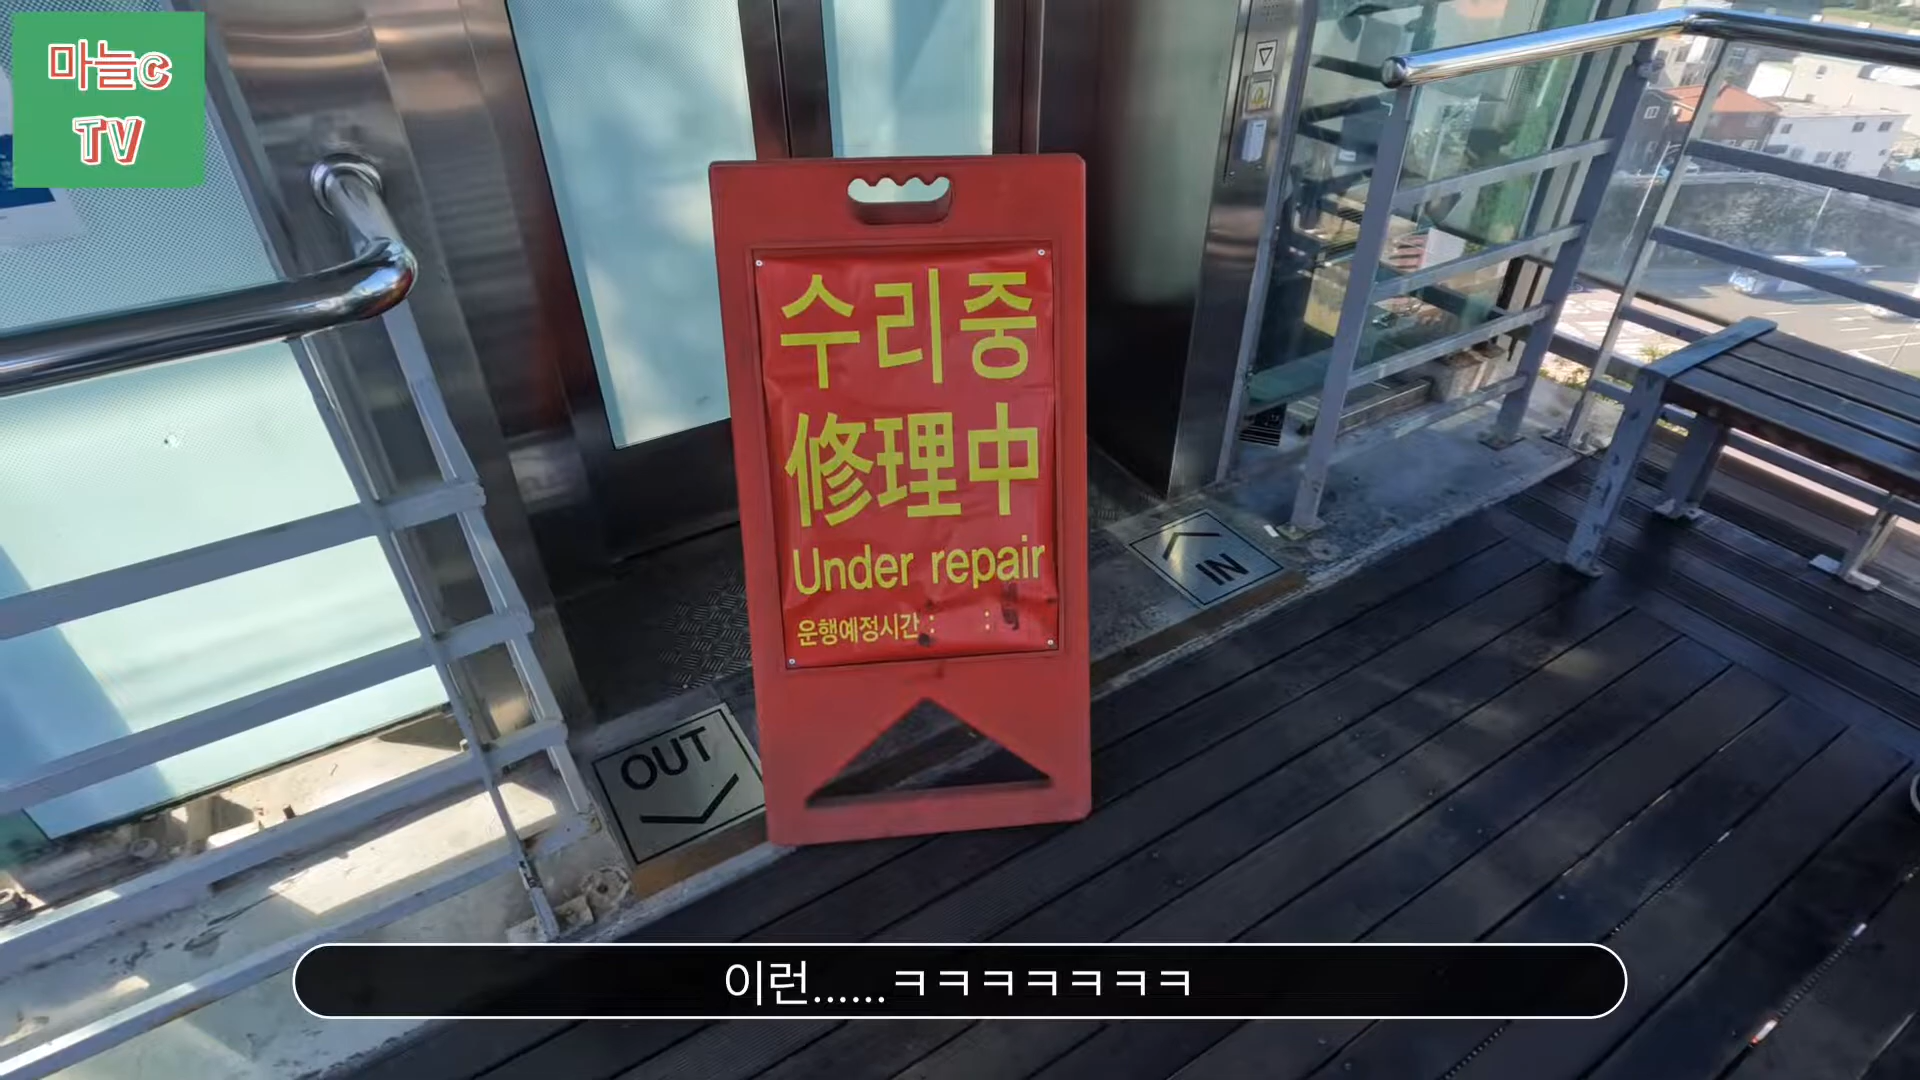 마늘c
TV
수리중
修理中
Under repair
운행예정시간 : :
OUT
IN
이런......ㅋㅋㅋㅋㅋㅋㅋ